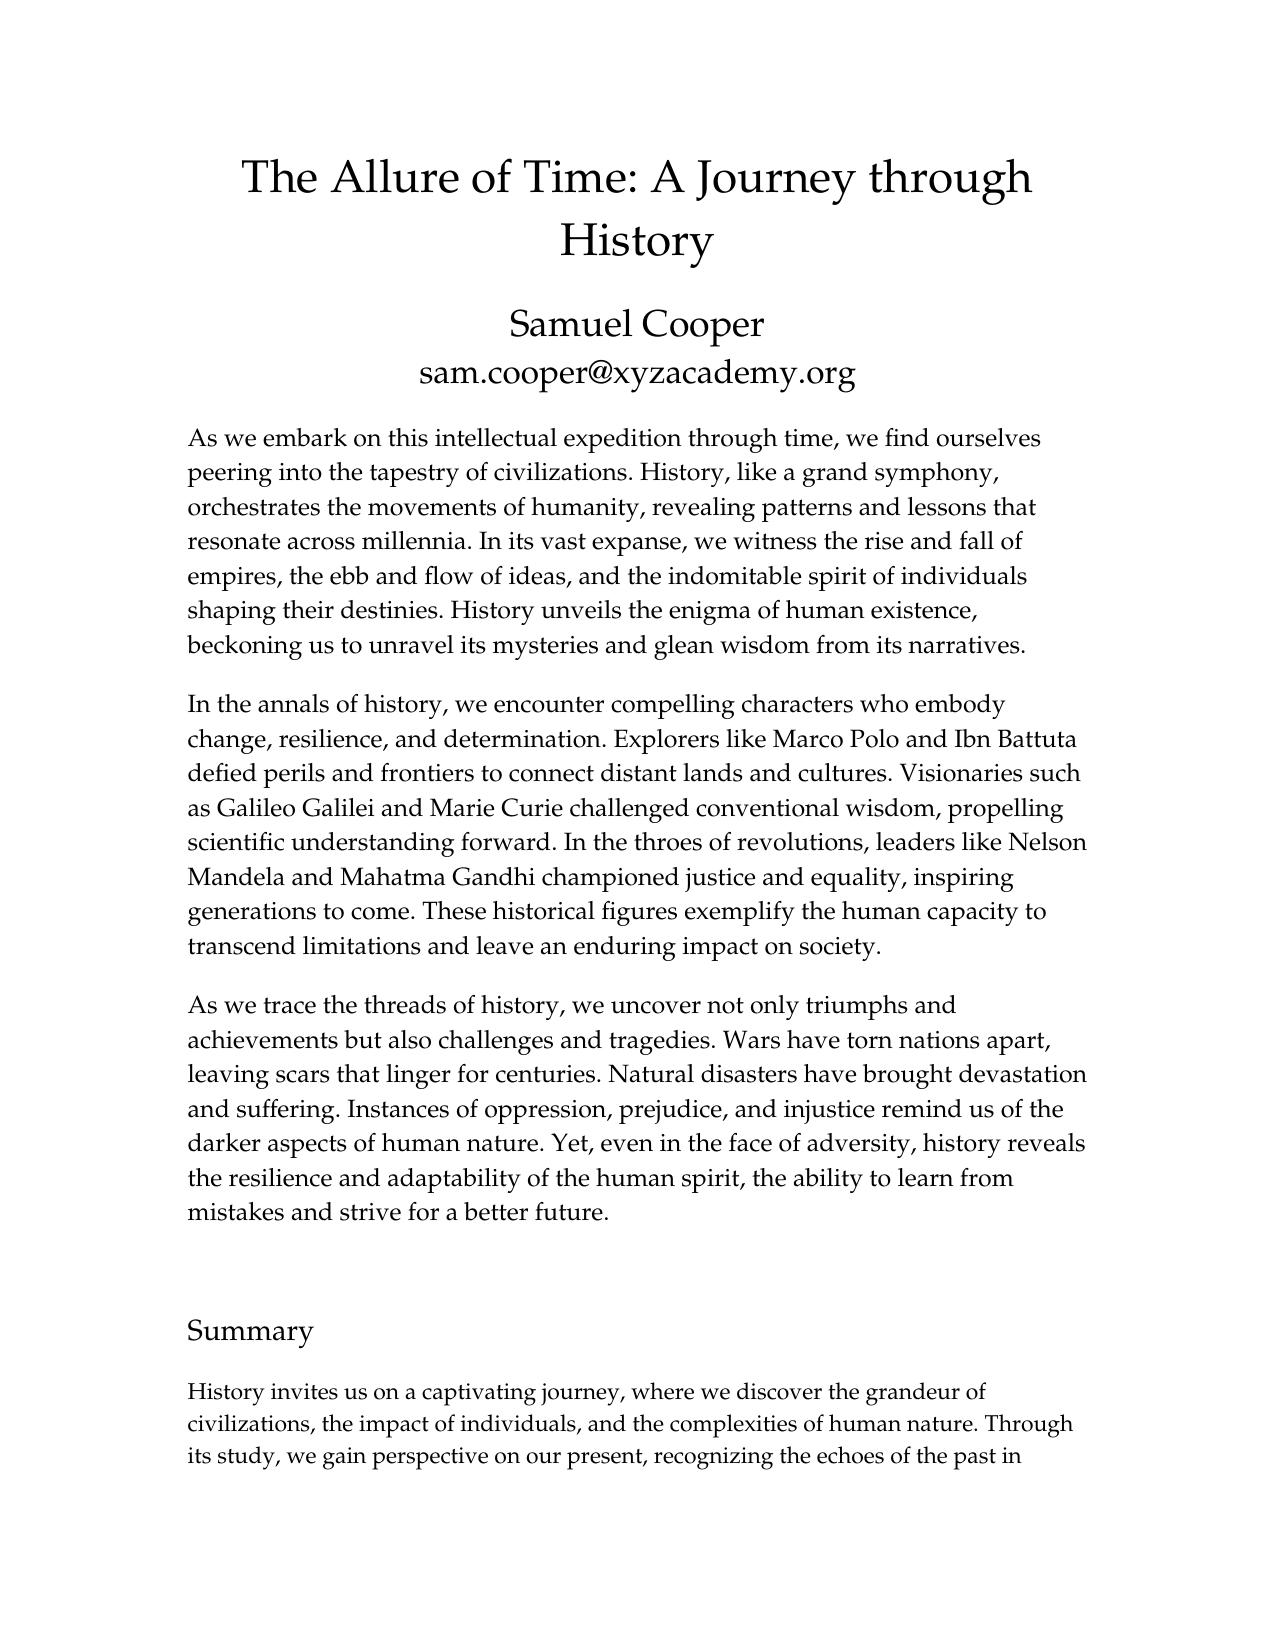 The Allure of Time: A Journey through
History
Samuel Cooper
sam.cooper@xyzacademy.org
As we embark on this intellectual expedition through time, we find ourselves
peering into the tapestry of civilizations. History, like a grand symphony,
orchestrates the movements of humanity, revealing patterns and lessons that
resonate across millennia. In its vast expanse, we witness the rise and fall of
empires, the ebb and flow of ideas, and the indomitable spirit of individuals
shaping their destinies. History unveils the enigma of human existence,
beckoning us to unravel its mysteries and glean wisdom from its narratives.
In the annals of history, we encounter compelling characters who embody
change, resilience, and determination. Explorers like Marco Polo and Ibn Battuta
defied perils and frontiers to connect distant lands and cultures. Visionaries such
as Galileo Galilei and Marie Curie challenged conventional wisdom, propelling
scientific understanding forward. In the throes of revolutions, leaders like Nelson
Mandela and Mahatma Gandhi championed justice and equality, inspiring
generations to come. These historical figures exemplify the human capacity to
transcend limitations and leave an enduring impact on society.
As we trace the threads of history, we uncover not only triumphs and
achievements but also challenges and tragedies. Wars have torn nations apart,
leaving scars that linger for centuries. Natural disasters have brought devastation
and suffering. Instances of oppression, prejudice, and injustice remind us of the
darker aspects of human nature. Yet, even in the face of adversity, history reveals
the resilience and adaptability of the human spirit, the ability to learn from
mistakes and strive for a better future.
Summary
History invites us on a captivating journey, where we discover the grandeur of
civilizations, the impact of individuals, and the complexities of human nature. Through
its study, we gain perspective on our present, recognizing the echoes of the past in